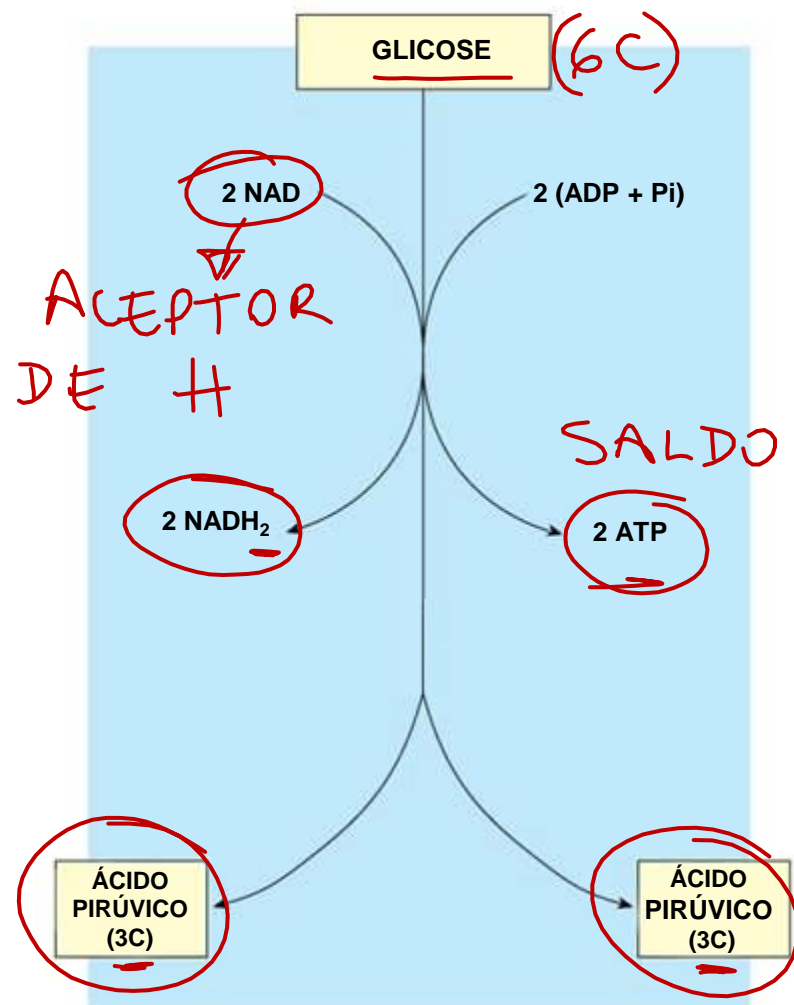 GLICOSE (6C)
2 NAD
2 (ADP + Pi)
ACEPTOR
DE H
SALDO
2 NADH₂
2 ATP
ÁCIDO
PIRÚVICO
(3C)
ÁCIDO
PIRÚVICO
(3C)